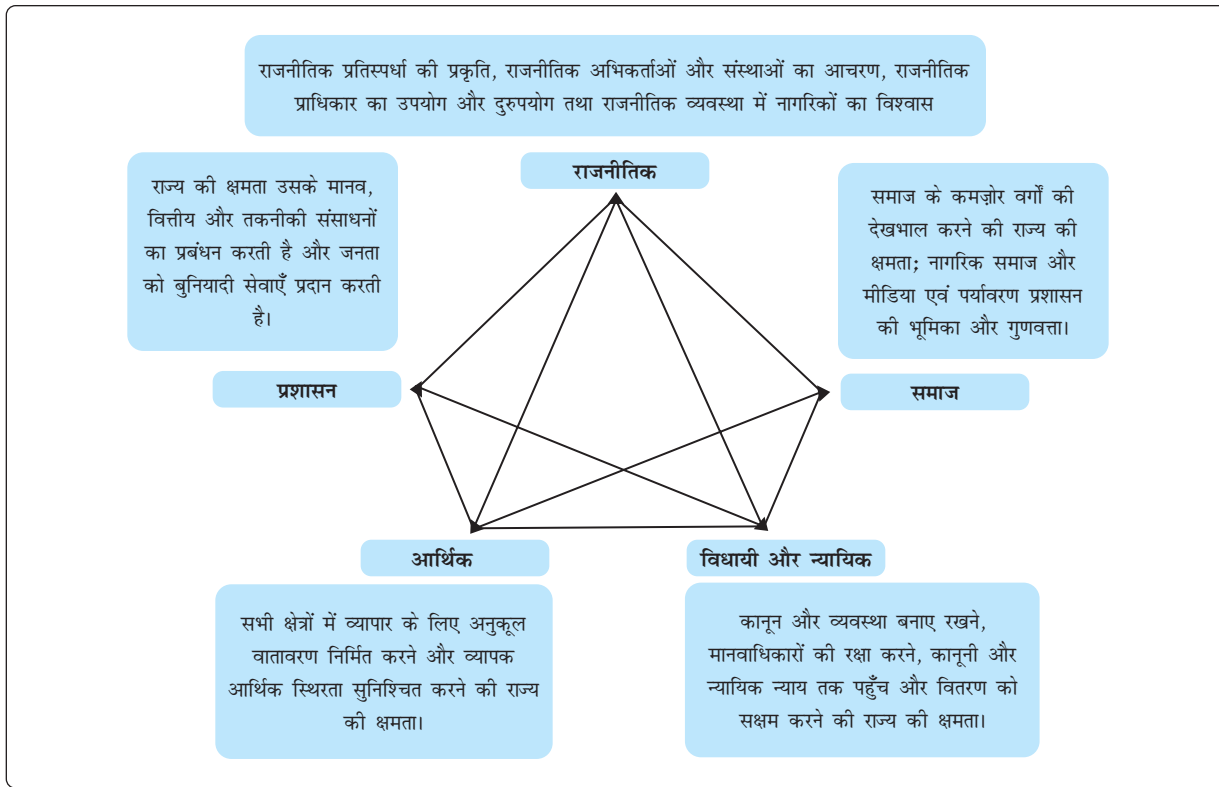 राजनीतिक प्रतिस्पर्धा की प्रकृति, राजनीतिक अभिकर्ताओं और संस्थाओं का आचरण, राजनीतिक
प्राधिकार का उपयोग और दुरुपयोग तथा राजनीतिक व्यवस्था में नागरिकों का विश्वास
राजनीतिक
राज्य की क्षमता उसके मानव,
वित्तीय और तकनीकी संसाधनों
का प्रबंधन करती है और जनता
को बुनियादी सेवाएँ प्रदान करती
है।
प्रशासन
समाज के कमज़ोर वर्गों की
देखभाल करने की राज्य की
क्षमता; नागरिक समाज और
मीडिया एवं पर्यावरण प्रशासन
की भूमिका और गुणवत्ता।
समाज
आर्थिक
सभी क्षेत्रों में व्यापार के लिए अनुकूल
वातावरण निर्मित करने और व्यापक
आर्थिक स्थिरता सुनिश्चित करने की राज्य
की क्षमता।
विधायी और न्यायिक
कानून और व्यवस्था बनाए रखने,
मानवाधिकारों की रक्षा करने, कानूनी और
न्यायिक न्याय तक पहुँच और वितरण को
सक्षम करने की राज्य की क्षमता।